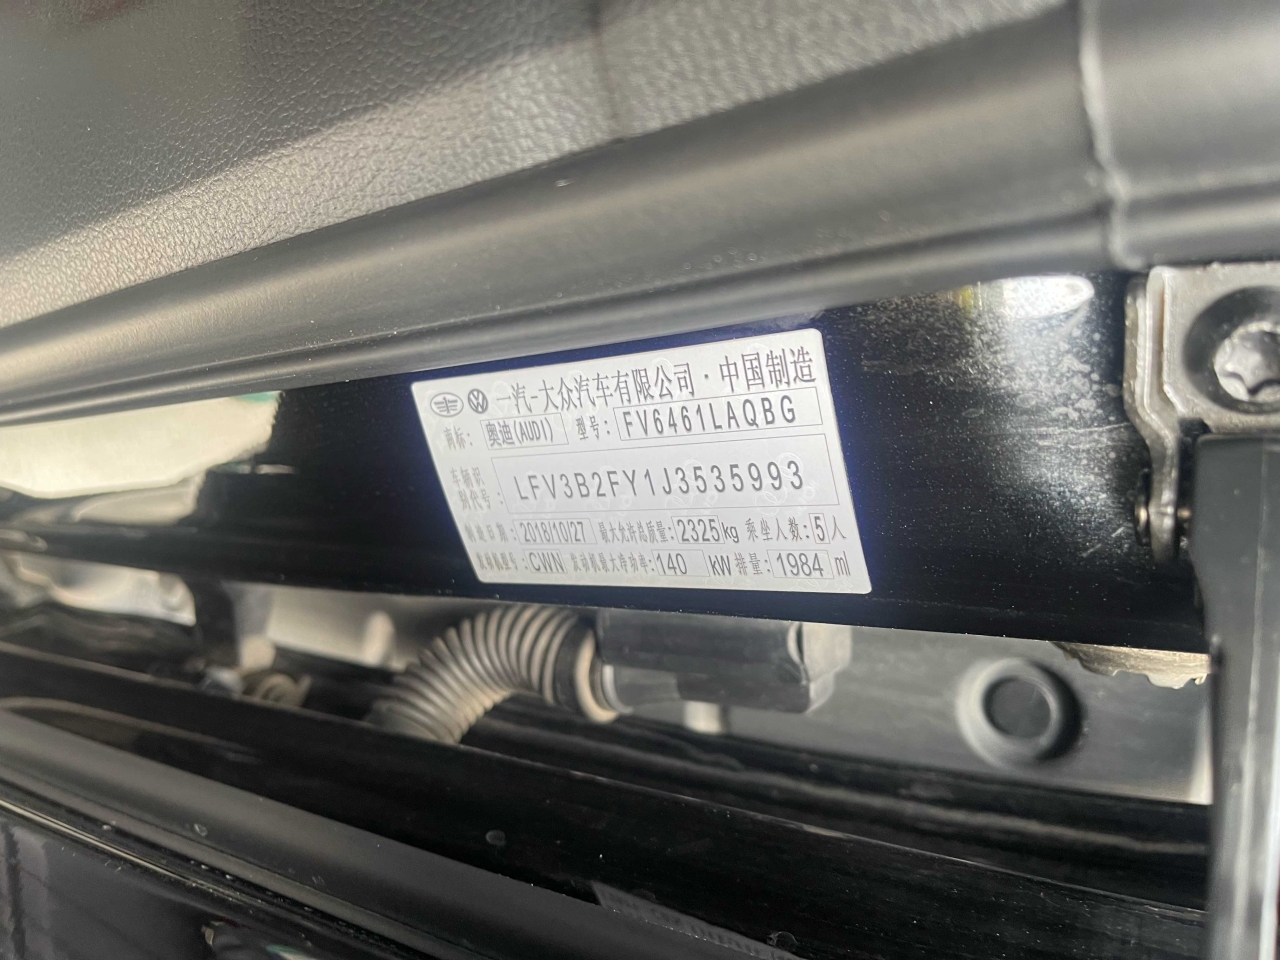 一汽-大众汽车有限公司·中国制造
商标: 奥迪(AUDI) 型号: FV6461LAQBG
车辆识
别代号: LFV3B2FY1J3535993
制造日期: 2018/10/27 最大允许总质量: 2325 kg 乘坐人数: 5 人
发动机型号: CWN 发动机最大净功率: 140 kW 排量: 1984 ml